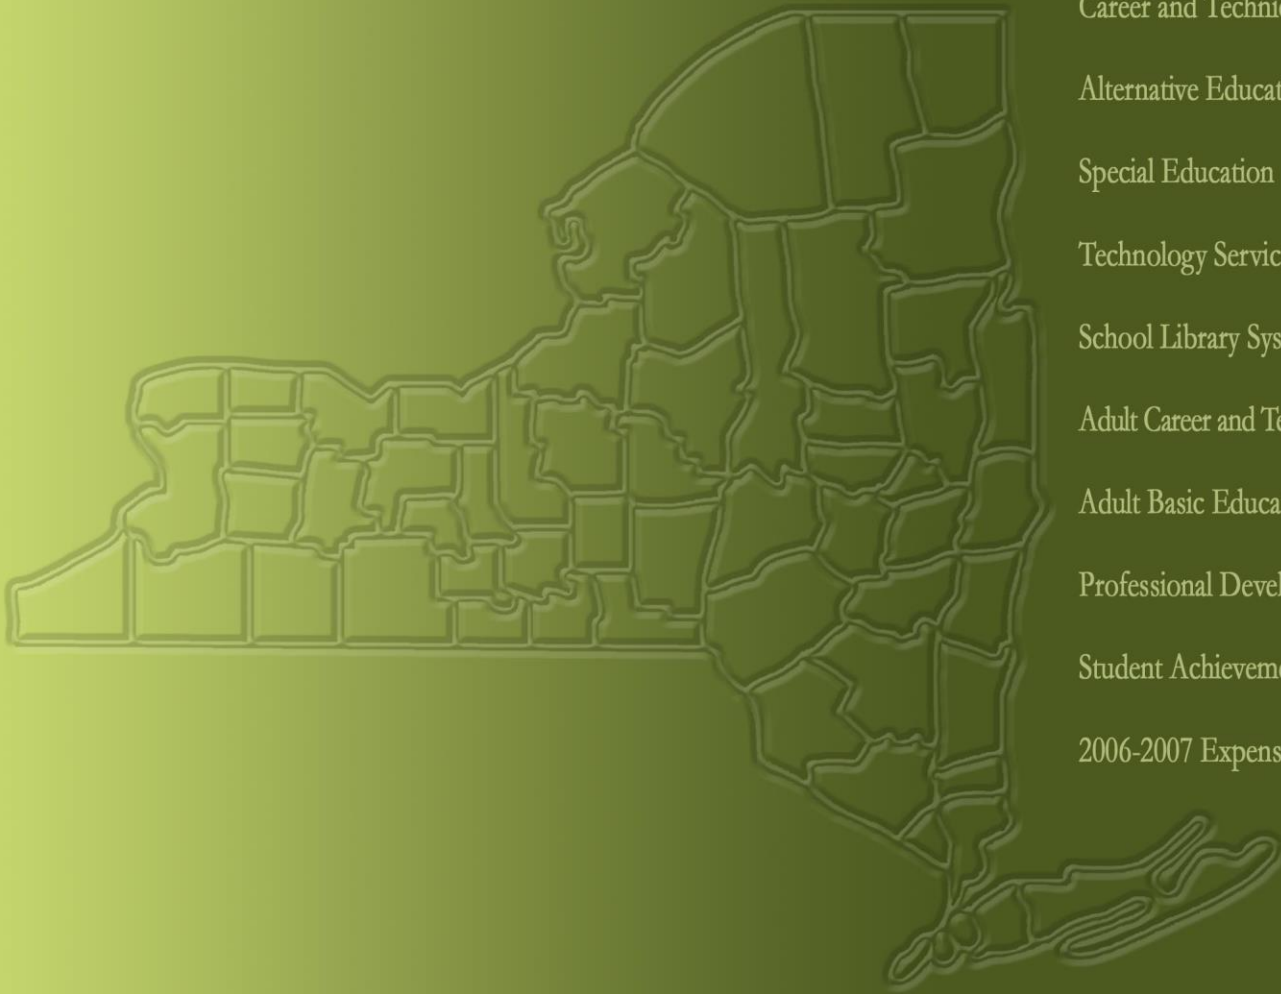 Career and Techni
Alternative Educat
Special Education
Technology Servic
School Library Sys
Adult Career and Te
Adult Basic Educa
Professional Devel
Student Achieveme
2006-2007 Expens